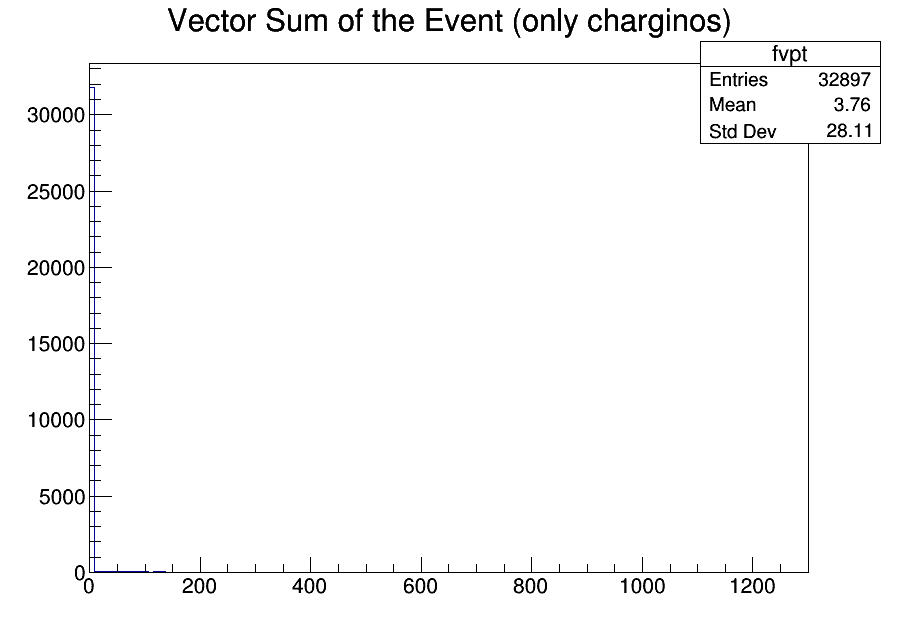 Vector Sum of the Event (only charginos)
fvpt
Entries 32897
Mean 3.76
Std Dev 28.11
30000
25000
20000
15000
10000
5000
0
0 200 400 600 800 1000 1200